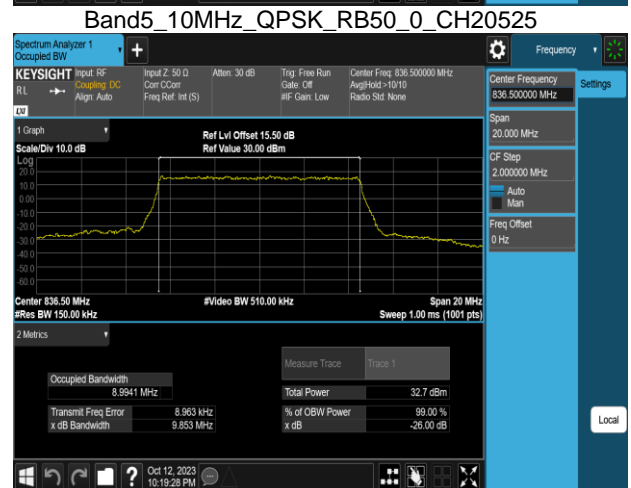 Band5_10MHz_QPSK_RB50_0_CH20525
Spectrum Analyzer 1
Occupied BW
Frequency
KEYSIGHT Input: RF Input Z: 50 Ω Atten: 30 dB Trig: Free Run Center Freq: 836.500000 MHz
RL Coupling: DC Corr CCorr Gate: Off Avg|Hold:>10/10
Align: Auto Freq Ref: Int (S) #IF Gain: Low Radio Std: None
LXI
Center Frequency
836.500000 MHz
Settings
Span
20.000 MHz
CF Step
2.000000 MHz
Auto
Man
Freq Offset
0 Hz
1 Graph
Ref Lvl Offset 15.50 dB
Scale/Div 10.0 dB Ref Value 30.00 dBm
Log
20.0
10.0
0.00
-10.0
-20.0
-30.0
-40.0
-50.0
-60.0
Center 836.50 MHz #Video BW 510.00 kHz Span 20 MHz
#Res BW 150.00 kHz Sweep 1.00 ms (1001 pts)
2 Metrics
Measure Trace Trace 1
Occupied Bandwidth
8.9941 MHz
Total Power 32.7 dBm
Transmit Freq Error 8.963 kHz % of OBW Power 99.00 %
x dB Bandwidth 9.853 MHz x dB -26.00 dB
Local
? Oct 12, 2023
10:19:28 PM